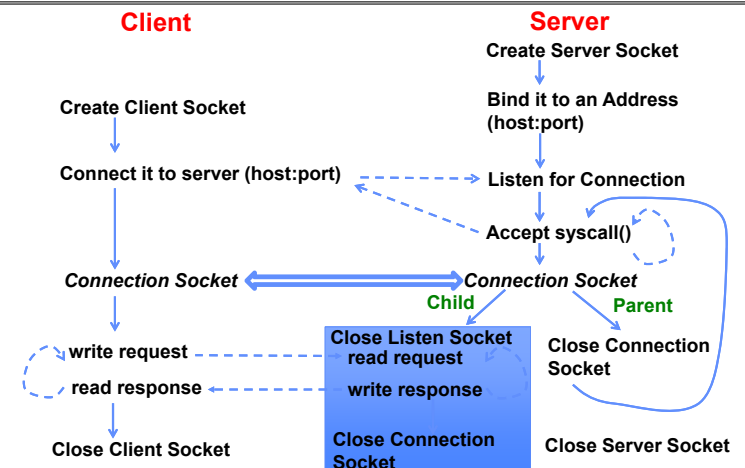 Client
Server
Create Server Socket
Create Client Socket
Bind it to an Address
(host:port)
Connect it to server (host:port)
Listen for Connection
Accept syscall()
Connection Socket
Connection Socket
Child
Parent
Close Listen Socket
write request
read request
Close Connection
Socket
read response
write response
Close Client Socket
Close Connection
Socket
Close Server Socket